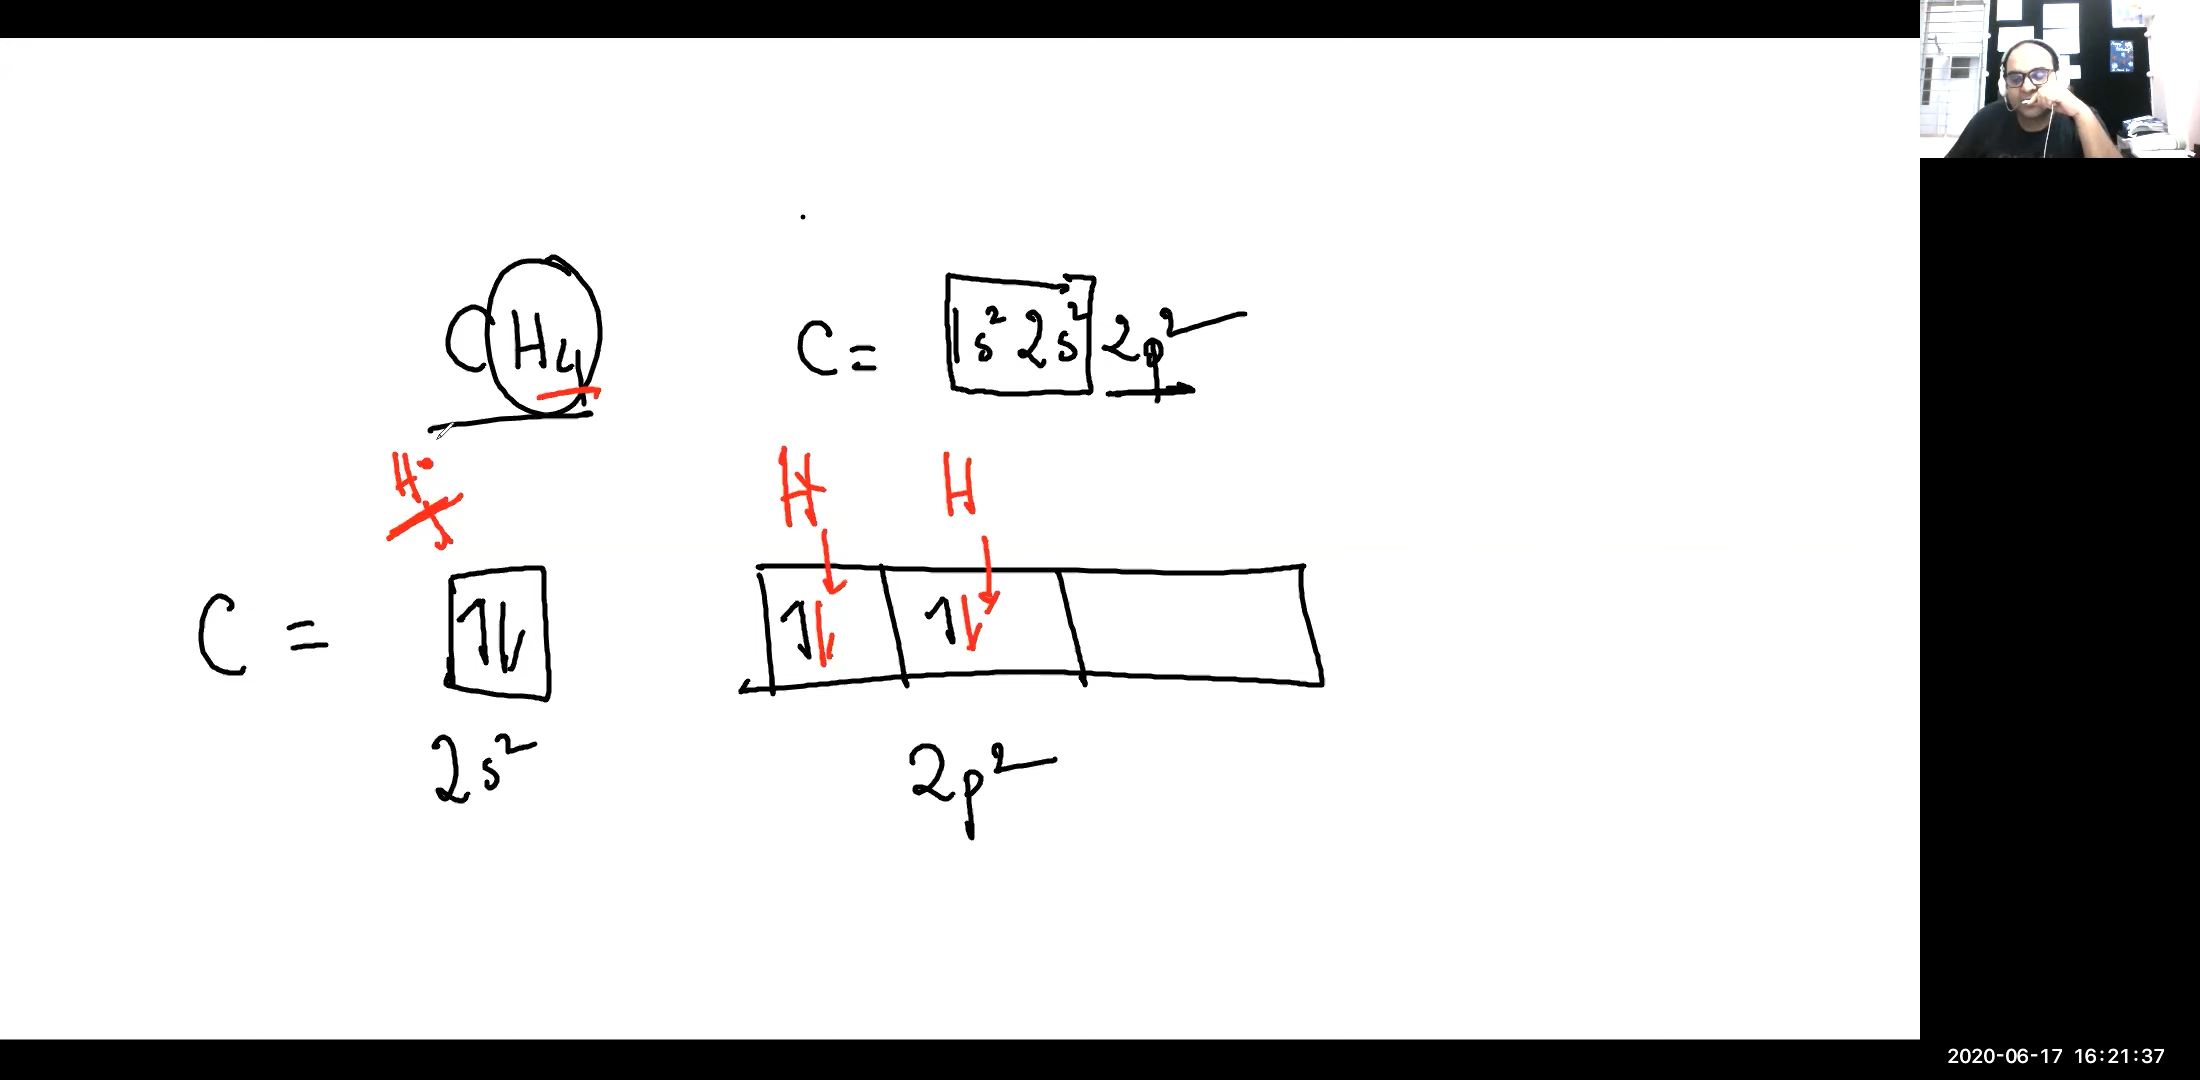 CH₄ C = 1s² 2s² 2p²
H• H H
C = ↿⇂ ↿⇂ ↿⇂
2s² 2p²
2020-06-17 16:21:37